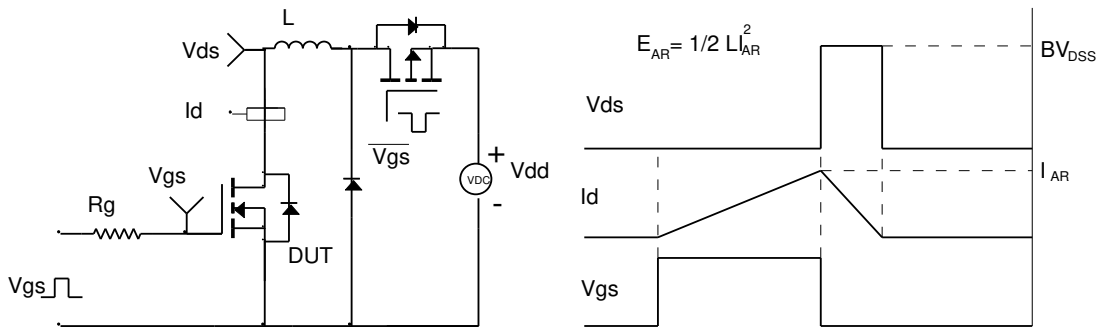 L
Vds
Id
Vgs
Vgs
Rg
DUT
Vgs
VDC
+
Vdd
-
E_AR = 1/2 LI_AR^2
BV_DSS
Vds
I_AR
Id
Vgs